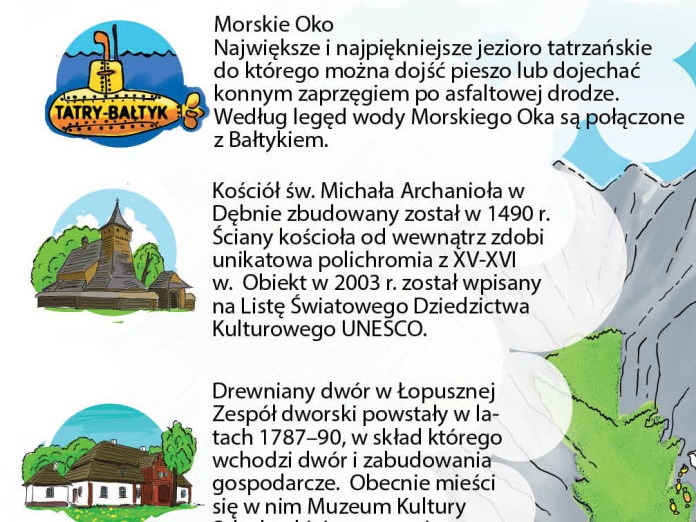 Morskie Oko
Największe i najpiękniejsze jezioro tatrzańskie
do którego można dojść pieszo lub dojechać
konnym zaprzęgiem po asfaltowej drodze.
Według legęd wody Morskiego Oka są połączone
z Bałtykiem.
TATRY-BAŁTYK
Kościół św. Michała Archanioła w
Dębnie zbudowany został w 1490 r.
Ściany kościoła od wewnątrz zdobi
unikatowa polichromia z XV-XVI
w. Obiekt w 2003 r. został wpisany
na Listę Światowego Dziedzictwa
Kulturowego UNESCO.
Drewniany dwór w Łopusznej
Zespół dworski powstały w la-
tach 1787–90, w skład którego
wchodzi dwór i zabudowania
gospodarcze. Obecnie mieści
się w nim Muzeum Kultury